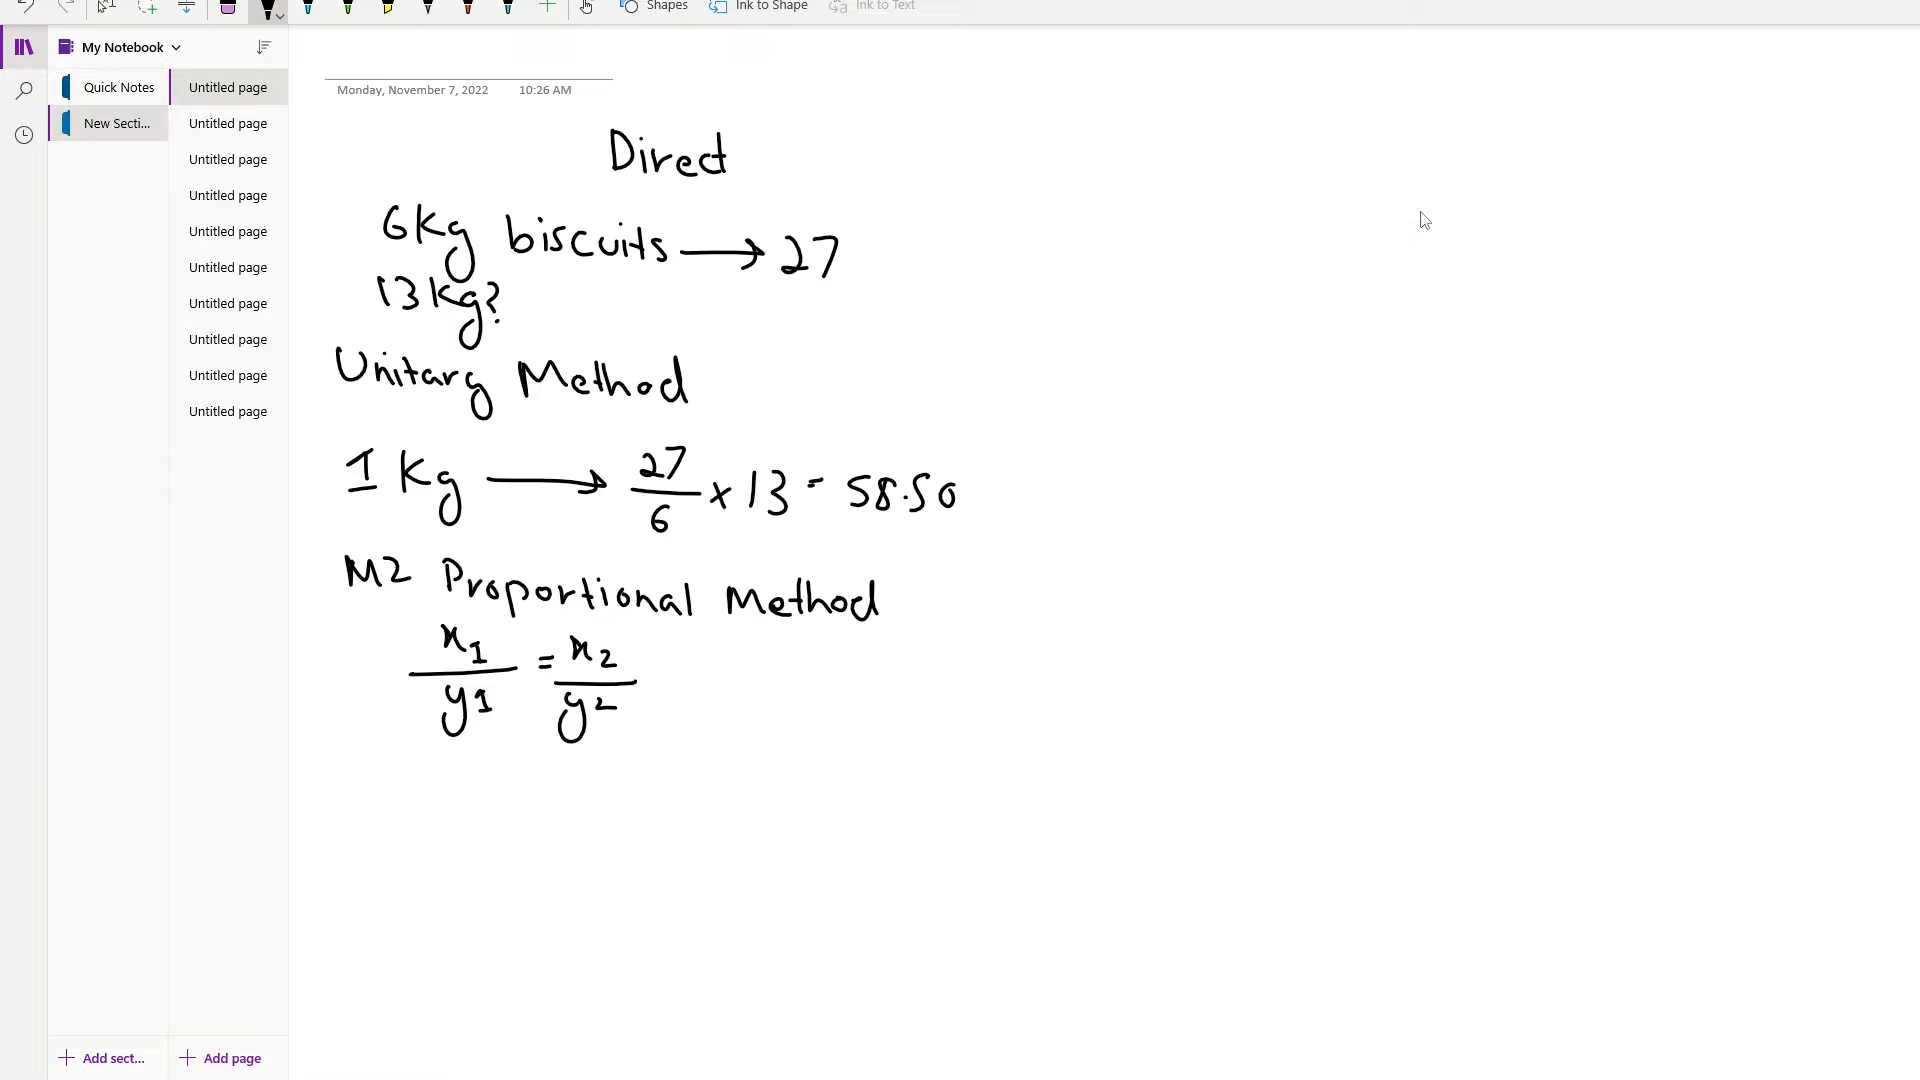 Shapes
Ink to Shape
Ink to Text
My Notebook
Quick Notes
New Secti...
Untitled page
Untitled page
Untitled page
Untitled page
Untitled page
Untitled page
Untitled page
Untitled page
Untitled page
Untitled page
Add sect...
Add page
Monday, November 7, 2022 10:26 AM
Direct
6kg biscuits → 27
13kg?
Unitary Method
1 Kg → 27/6 × 13 = 58.50
M2 Proportional Method
x1/y1 = x2/y2